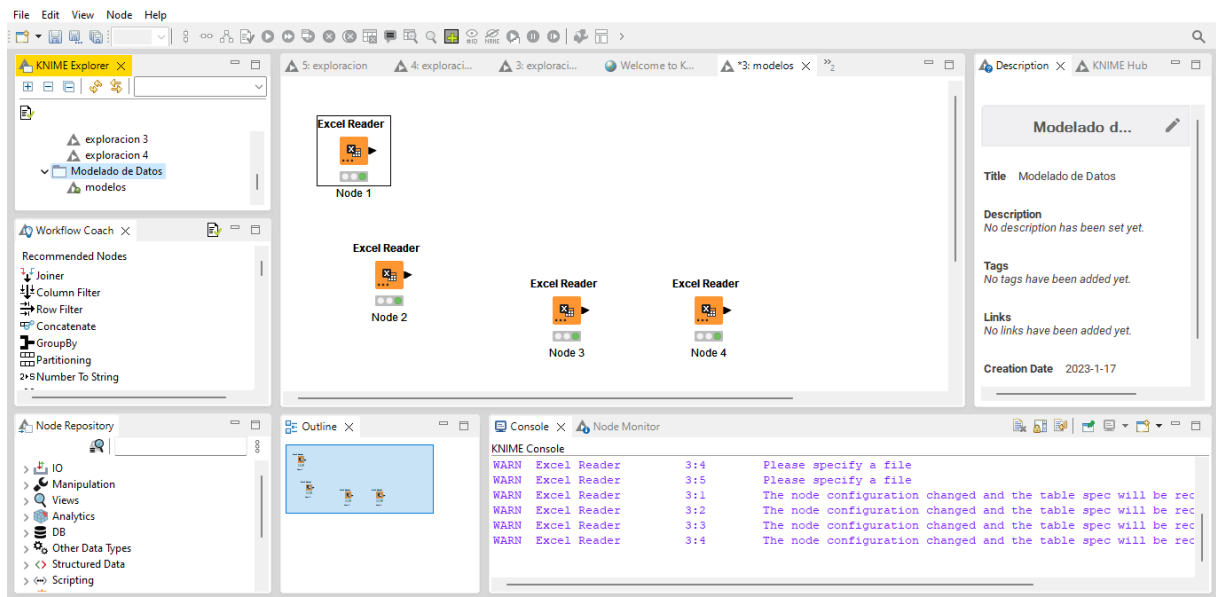 File Edit View Node Help
KNIME Explorer
exploracion 3
exploracion 4
Modelado de Datos
modelos
Workflow Coach
Recommended Nodes
Joiner
Column Filter
Row Filter
Concatenate
GroupBy
Partitioning
Number To String
Node Repository
IO
Manipulation
Views
Analytics
DB
Other Data Types
Structured Data
Scripting
5: exploracion 4: exploraci... 3: exploraci... Welcome to K... *3: modelos »2
Excel Reader
Node 1
Excel Reader
Node 2
Excel Reader
Node 3
Excel Reader
Node 4
Outline
Console Node Monitor
KNIME Console
WARN Excel Reader 3:4 Please specify a file
WARN Excel Reader 3:5 Please specify a file
WARN Excel Reader 3:1 The node configuration changed and the table spec will be rec
WARN Excel Reader 3:2 The node configuration changed and the table spec will be rec
WARN Excel Reader 3:3 The node configuration changed and the table spec will be rec
WARN Excel Reader 3:4 The node configuration changed and the table spec will be rec
Description KNIME Hub
Modelado d...
Title Modelado de Datos
Description
No description has been set yet.
Tags
No tags have been added yet.
Links
No links have been added yet.
Creation Date 2023-1-17